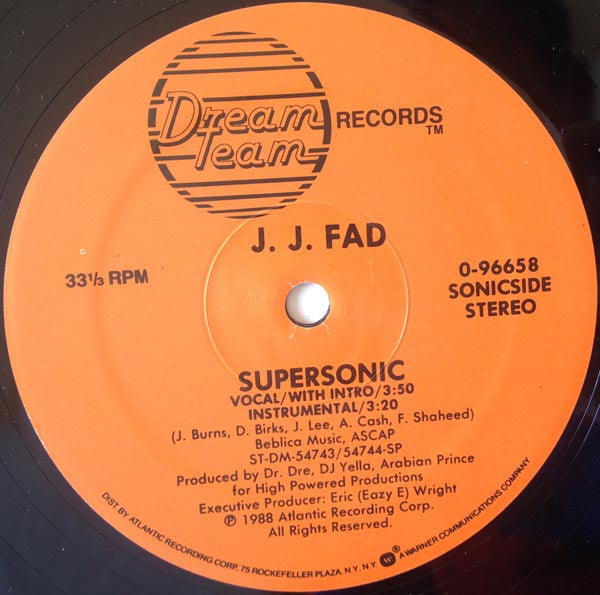 Dream
Team
RECORDS
TM
J. J. FAD
33⅓ RPM
0-96658
SONICSIDE
STEREO
SUPERSONIC
VOCAL/WITH INTRO/3:50
INSTRUMENTAL/3:20
(J. Burns, D. Birks, J. Lee, A. Cash, F. Shaheed)
Beblica Music, ASCAP
ST-DM-54743/54744-SP
Produced by Dr. Dre, DJ Yella, Arabian Prince
for High Powered Productions
Executive Producer: Eric (Eazy E) Wright
℗ 1988 Atlantic Recording Corp.
All Rights Reserved.
DIST. BY ATLANTIC RECORDING CORP. 75 ROCKEFELLER PLAZA, N.Y. N.Y. W ® A WARNER COMMUNICATIONS COMPANY